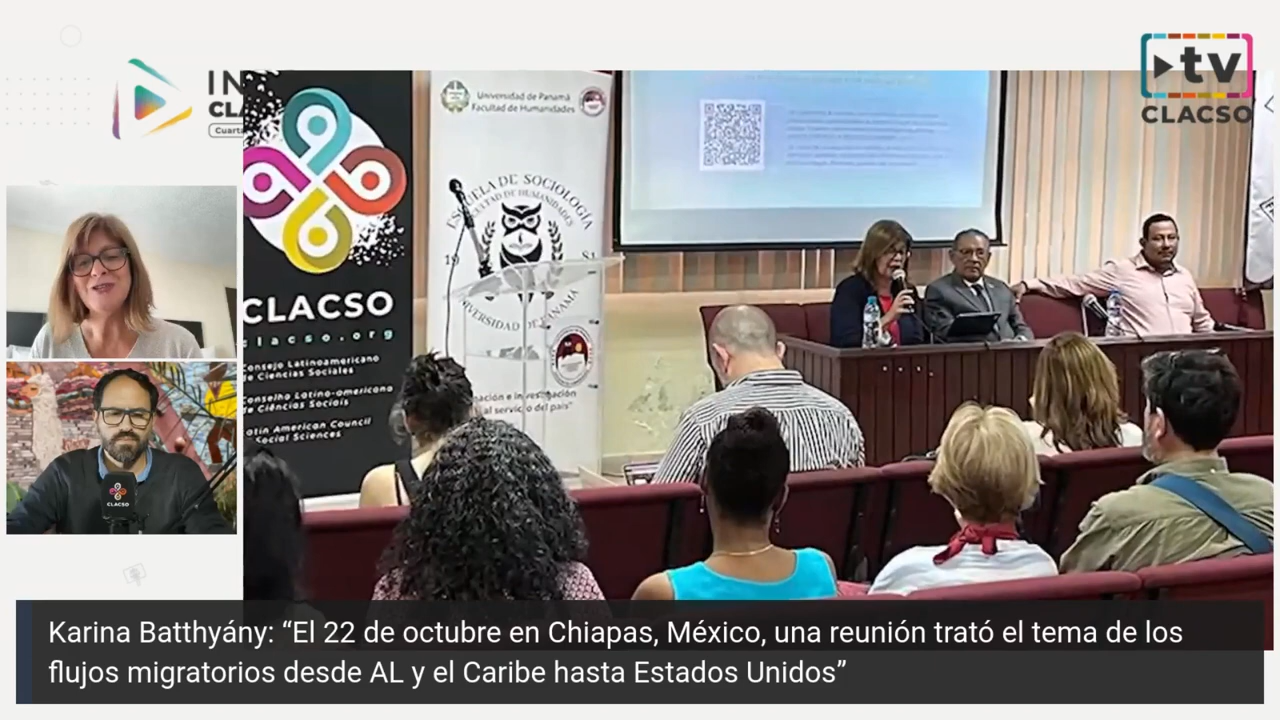 IN
CLA
Cuarta
tv
CLACSO
CLACSO
clacso.org
Consejo Latinoamericano
de Ciencias Sociales
Conselho Latino-americano
de Ciências Sociais
Latin American Council
Social Sciences
Universidad de Panamá
Facultad de Humanidades
ESCUELA DE SOCIOLOGÍA
FACULTAD DE HUMANIDADES
UNIVERSIDAD DE PANAMÁ
al servicio del país"
CLACSO
Karina Batthyány: “El 22 de octubre en Chiapas, México, una reunión trató el tema de los
flujos migratorios desde AL y el Caribe hasta Estados Unidos”